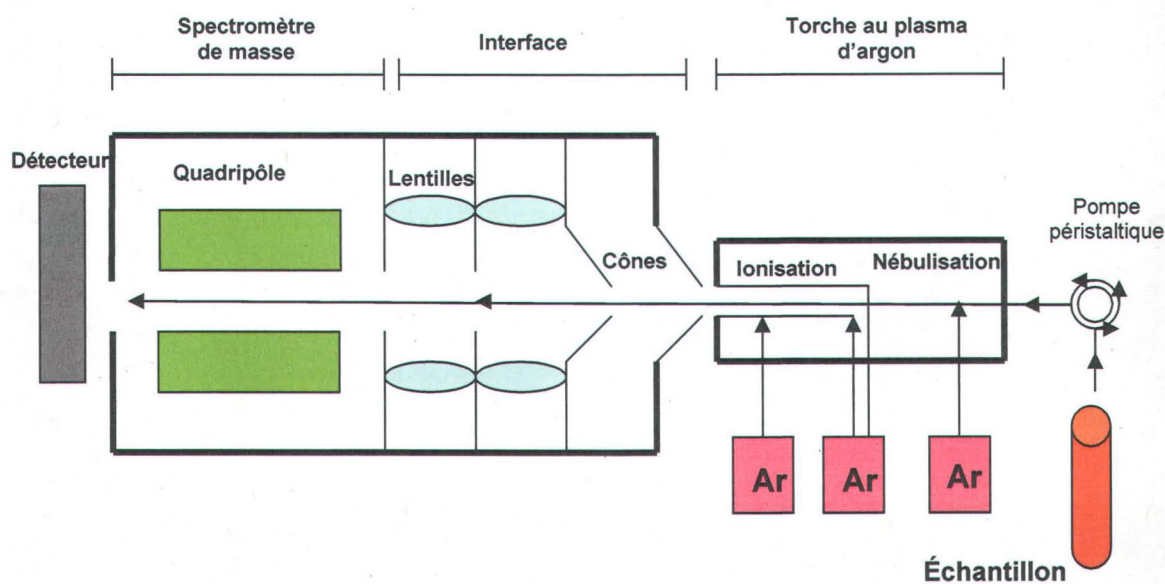 Spectromètre
de masse
Interface
Torche au plasma
d'argon
Détecteur
Quadripôle
Lentilles
Cônes
Ionisation
Nébulisation
Pompe
péristaltique
Ar
Ar
Ar
Échantillon